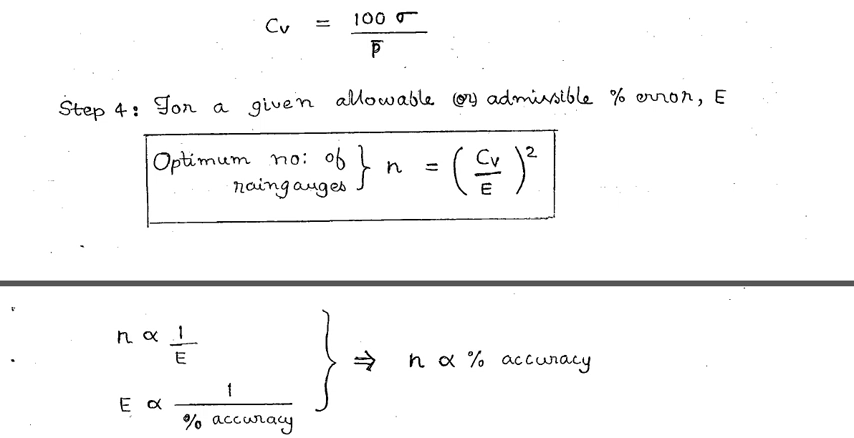 Cv = 100 σ / p̅
Step 4: For a given allowable (or) admissible % error, E
Optimum no: of raingauges } n = (Cv / E)²
n ∝ 1 / E
E ∝ 1 / % accuracy
} ⇒ n ∝ % accuracy